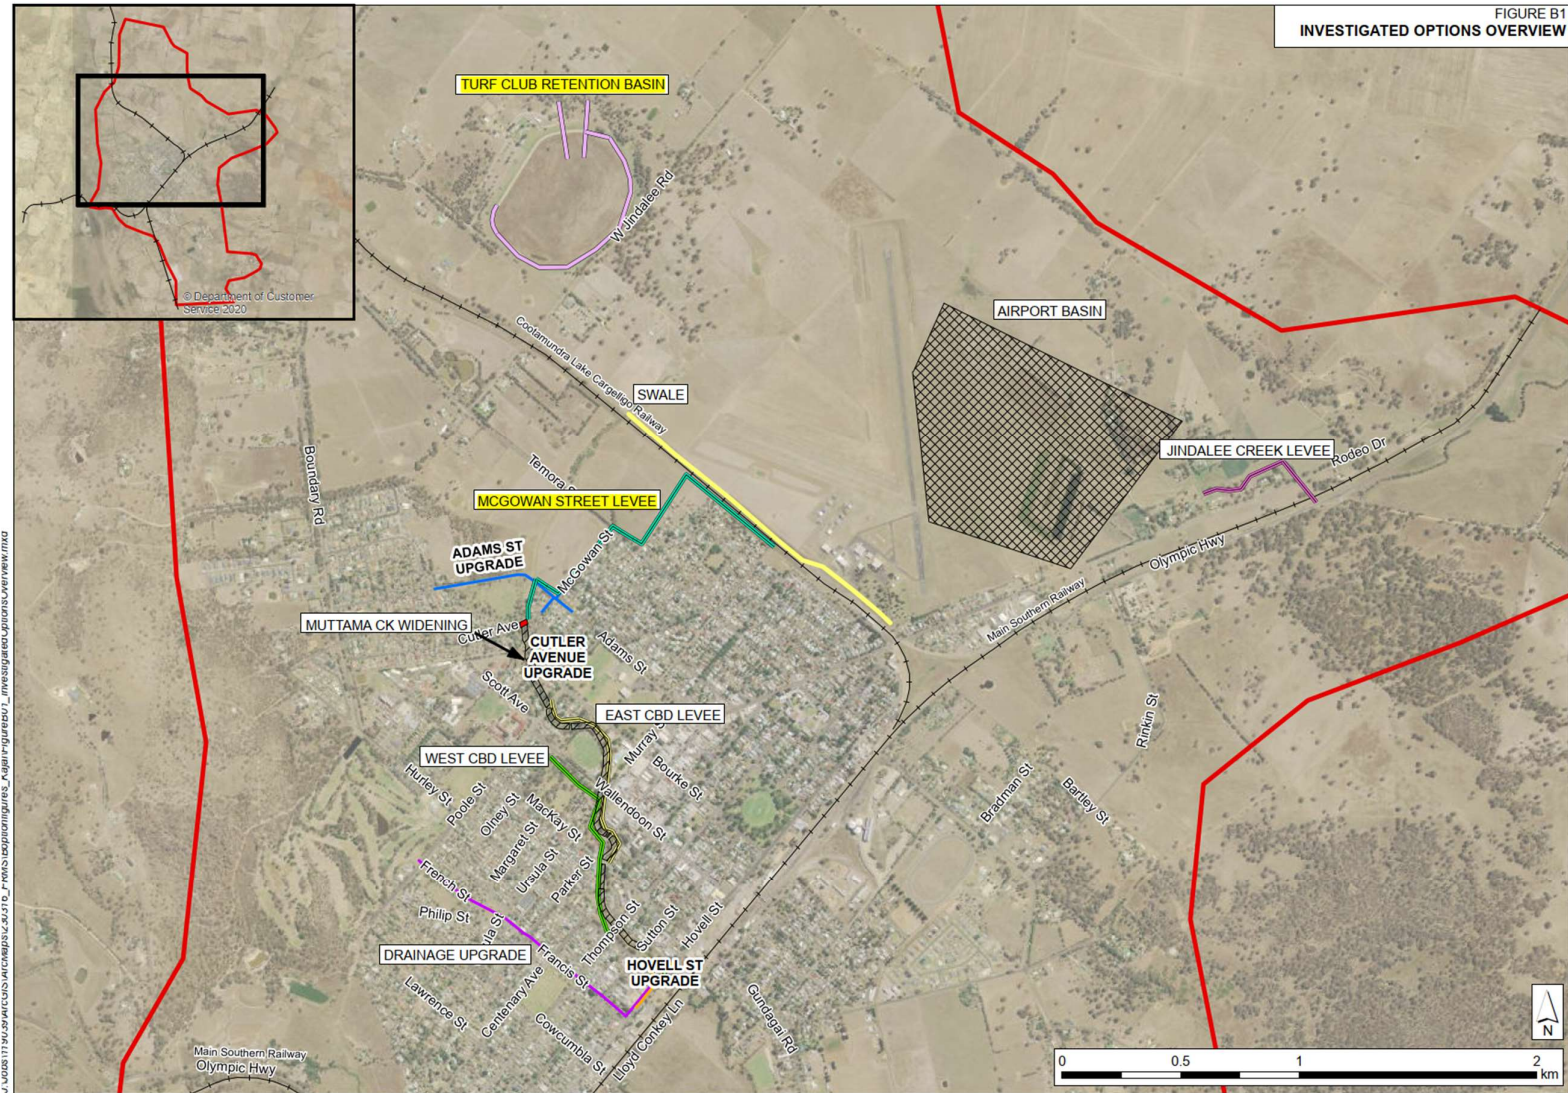 FIGURE B1
INVESTIGATED OPTIONS OVERVIEW
© Department of Customer
Service 2020
TURF CLUB RETENTION BASIN
W Jindalee Rd
AIRPORT BASIN
Cootamundra Lake Cargelligo Railway
SWALE
JINDALEE CREEK LEVEE
Rodeo Dr
Boundary Rd
Temora
MCGOWAN STREET LEVEE
McGowan St
ADAMS ST
UPGRADE
Olympic Hwy
Main Southern Railway
MUTTAMA CK WIDENING
Cutler Ave
CUTLER
AVENUE
UPGRADE
Adams St
Scott Ave
EAST CBD LEVEE
Murray
Rinkin St
WEST CBD LEVEE
Bourke St
Hurley St
Poole St
Olney St
MacKay St
Wallendoon St
Bradman St
Bartley St
Margaret St
Ursula St
Parker St
French St
Philip St
Thompson St
Sutton St
Hovell St
DRAINAGE UPGRADE
Francis St
HOVELL ST
UPGRADE
Lawrence St
Centenary Ave
Cowcumbla St
Lloyd Conkey Ln
Gundagai Rd
Main Southern Railway
Olympic Hwy
N
0 0.5 1 2
km